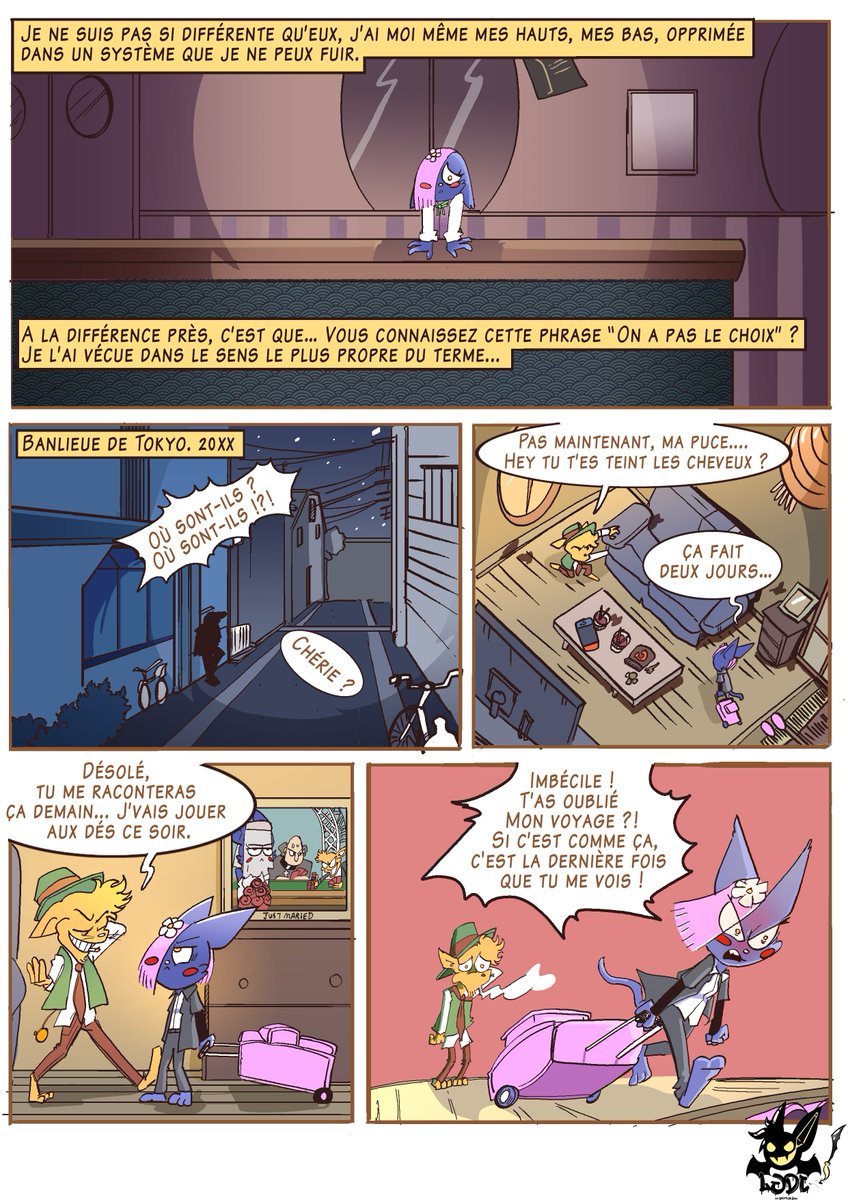 JE NE SUIS PAS SI DIFFÉRENTE QU'EUX, J'AI MOI MÊME MES HAUTS, MES BAS, OPPRIMÉE
DANS UN SYSTÈME QUE JE NE PEUX FUIR.
A LA DIFFÉRENCE PRÈS, C'EST QUE... VOUS CONNAISSEZ CETTE PHRASE "ON A PAS LE CHOIX" ?
JE L'AI VÉCUE DANS LE SENS LE PLUS PROPRE DU TERME...
BANLIEUE DE TOKYO. 20XX
OÙ SONT-ILS ?
OÙ SONT-ILS !?!
CHÉRIE ?
PAS MAINTENANT, MA PUCE....
HEY TU T'ES TEINT LES CHEVEUX ?
ÇA FAIT
DEUX JOURS...
DÉSOLÉ,
TU ME RACONTERAS
ÇA DEMAIN... J'VAIS JOUER
AUX DÉS CE SOIR.
JUST MARIED
IMBÉCILE !
T'AS OUBLIÉ
MON VOYAGE ?!
SI C'EST COMME ÇA,
C'EST LA DERNIÈRE FOIS
QUE TU ME VOIS !